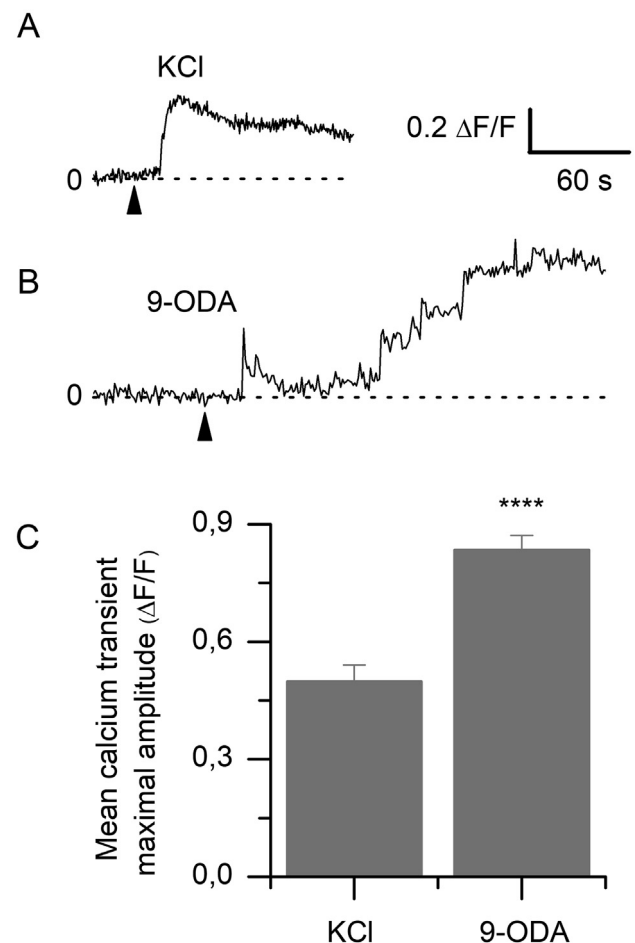 A
KCl
0.2 ΔF/F
0
60 s
B
9-ODA
0
C
****
0,9
0,6
0,3
0,0
Mean calcium transient
maximal amplitude (ΔF/F)
KCl
9-ODA